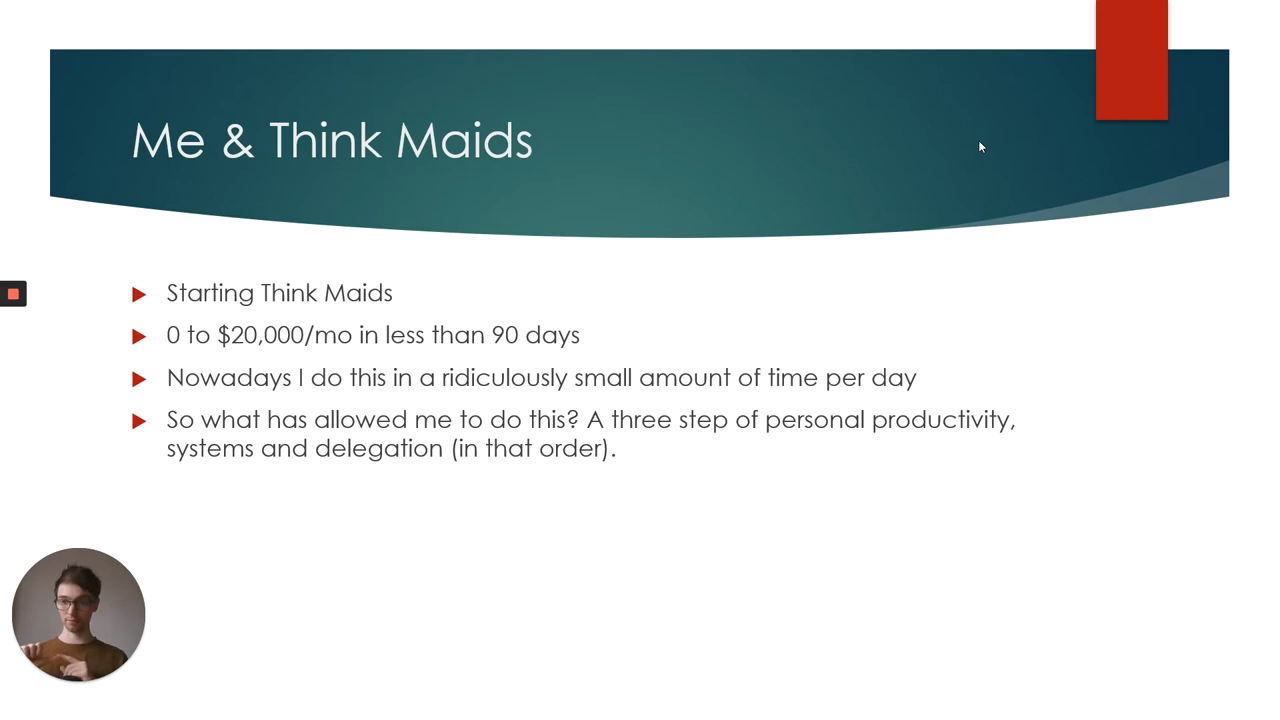 Me & Think Maids
Starting Think Maids
0 to $20,000/mo in less than 90 days
Nowadays I do this in a ridiculously small amount of time per day
So what has allowed me to do this? A three step of personal productivity,
systems and delegation (in that order).